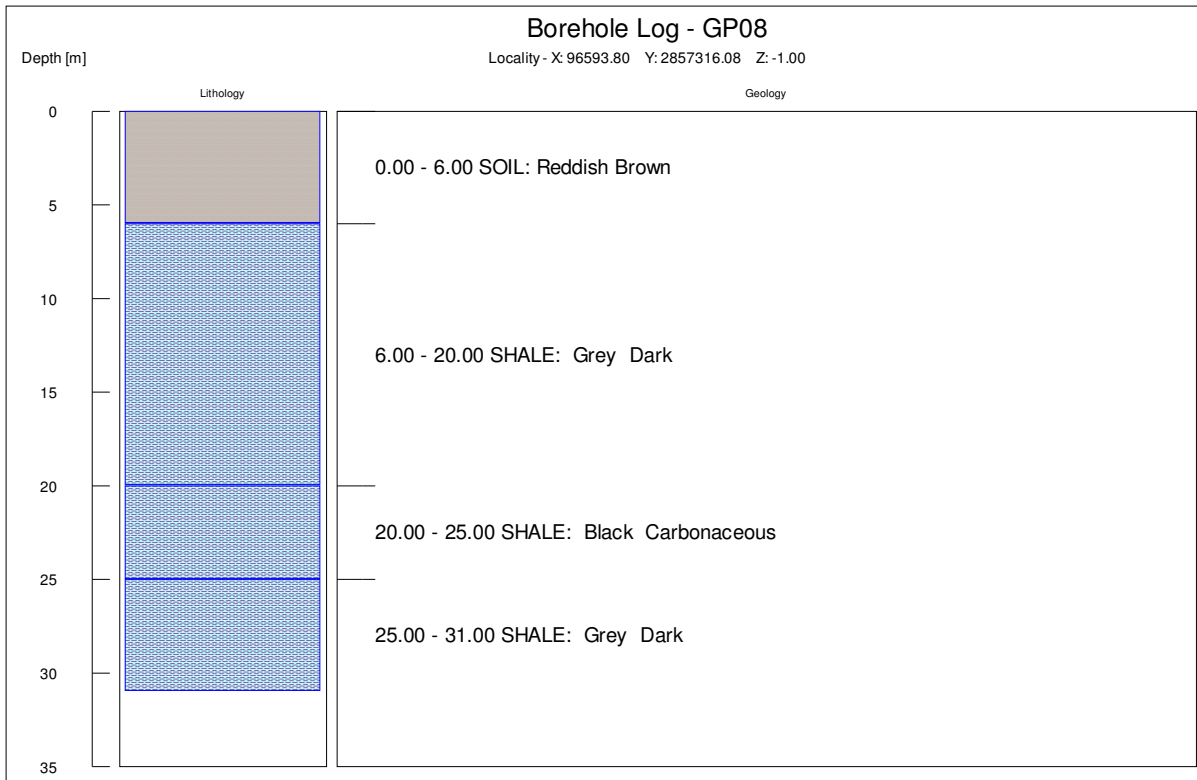 Borehole Log - GP08
Depth [m]
Locality - X: 96593.80 Y: 2857316.08 Z: -1.00
Lithology
Geology
0
0.00 - 6.00 SOIL: Reddish Brown
5
10
6.00 - 20.00 SHALE: Grey Dark
15
20
20.00 - 25.00 SHALE: Black Carbonaceous
25
25.00 - 31.00 SHALE: Grey Dark
30
35